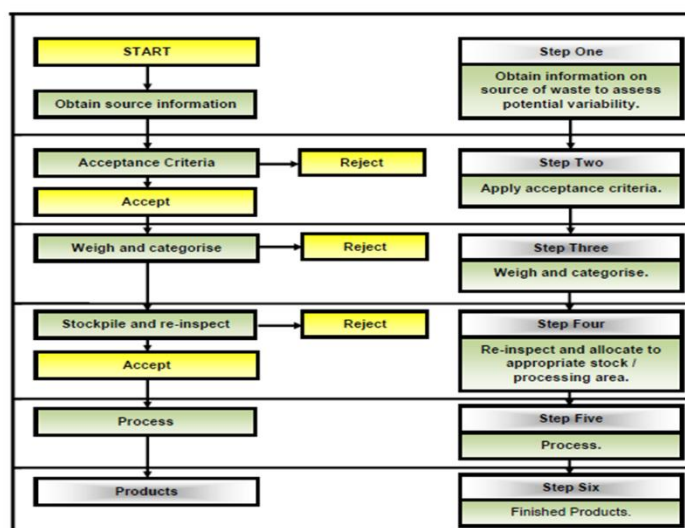 START
Obtain source information
Step One
Obtain information on
source of waste to assess
potential variability.
Acceptance Criteria
Reject
Accept
Step Two
Apply acceptance criteria.
Weigh and categorise
Reject
Step Three
Weigh and categorise.
Stockpile and re-inspect
Reject
Accept
Step Four
Re-inspect and allocate to
appropriate stock /
processing area.
Process
Step Five
Process.
Products
Step Six
Finished Products.